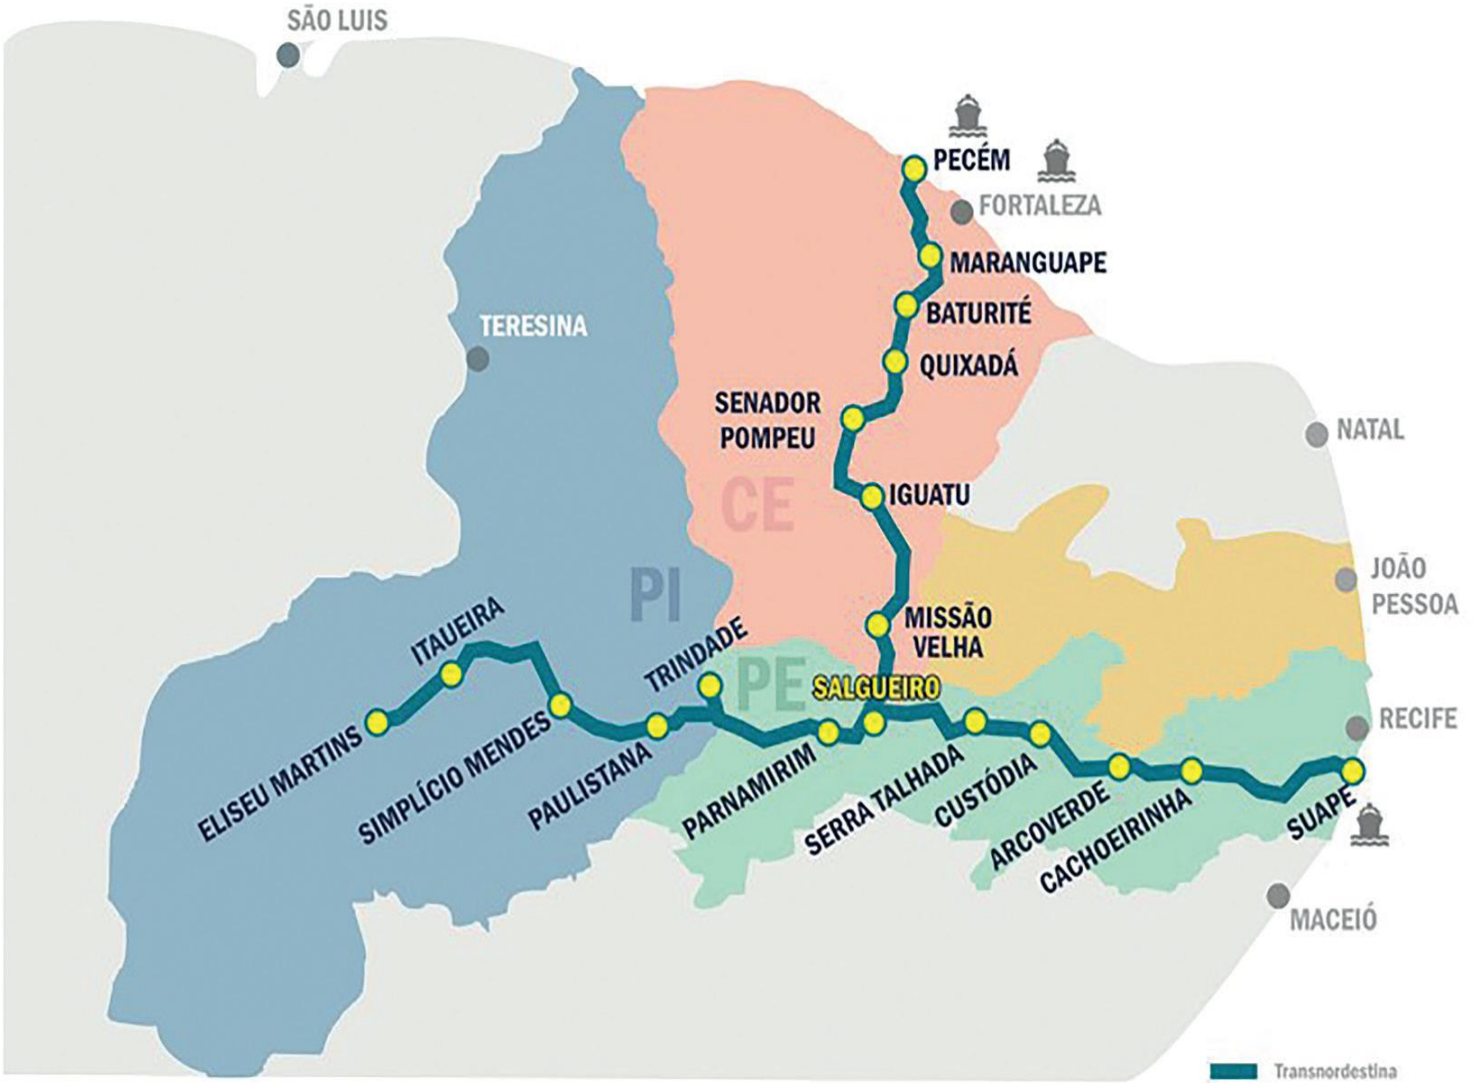 SÃO LUIS
PECÉM
FORTALEZA
MARANGUAPE
BATURITÉ
TERESINA
QUIXADÁ
SENADOR
POMPEU
NATAL
CE
IGUATU
PI
JOÃO
PESSOA
MISSÃO
VELHA
ITAUEIRA
TRINDADE
PE
SALGUEIRO
RECIFE
ELISEU MARTINS
SIMPLÍCIO MENDES
PAULISTANA
PARNAMIRIM
SERRA TALHADA
CUSTÓDIA
ARCOVERDE
CACHOEIRINHA
SUAPE
MACEIÓ
Transnordestina